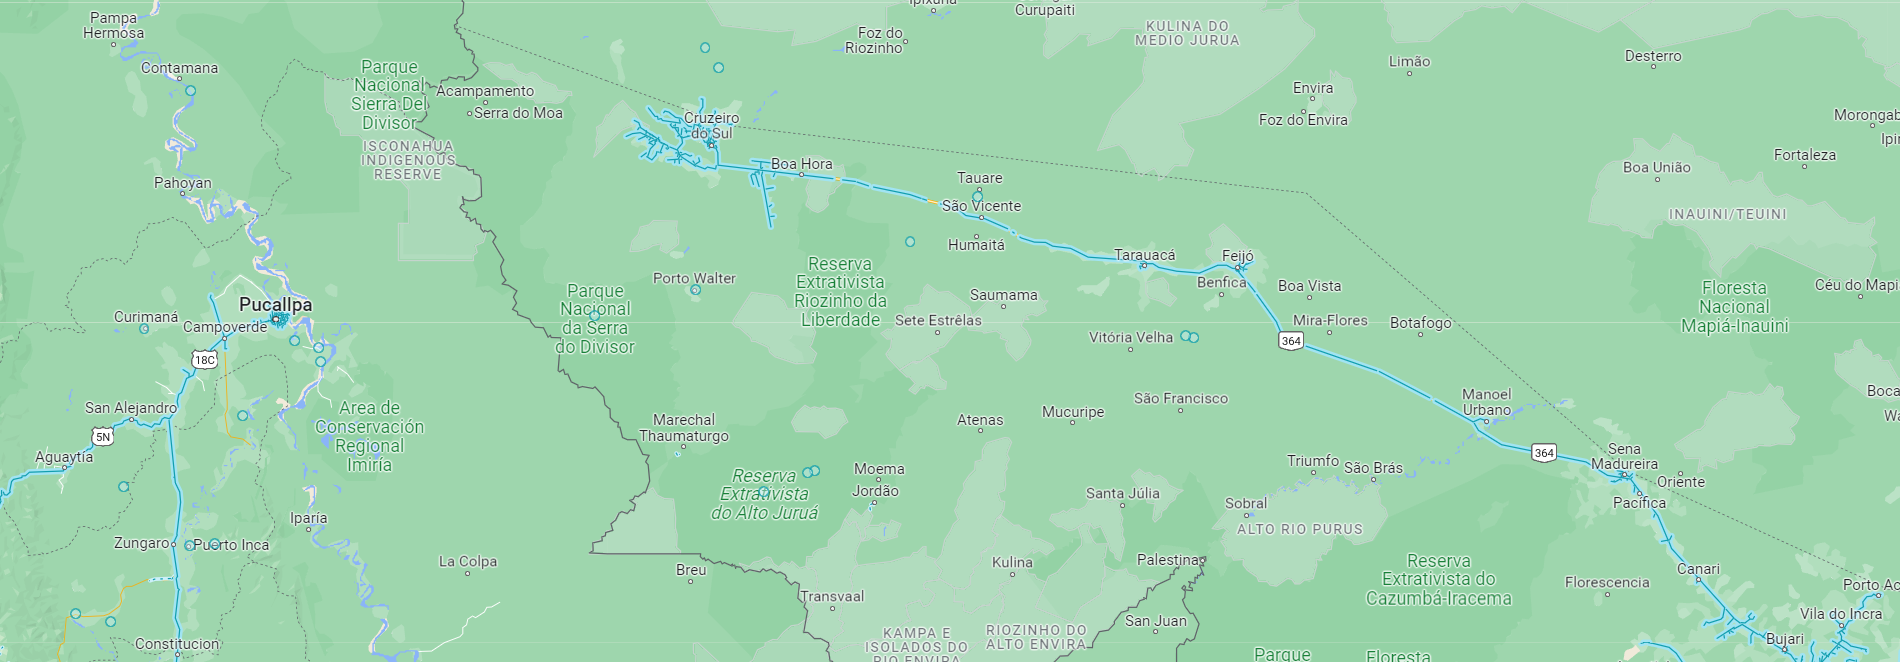 Pampa
Hermosa
Contamana
Parque
Nacional
Sierra Del
Divisor
Acampamento
Serra do Moa
ISCONAHUA
INDIGENOUS
RESERVE
Pahoyan
Foz do
Riozinho
Curupaiti
KULINA DO
MEDIO JURUA
Limão
Desterro
Envira
Foz do Envira
Cruzeiro
do Sul
Boa Hora
Tauare
São Vicente
Humaitá
Boa União
Fortaleza
INAUINI/TEUINI
Tarauacá
Feijó
Benfica
Boa Vista
Porto Walter
Reserva
Extrativista
Riozinho da
Liberdade
Saumama
Sete Estrêlas
Parque
Nacional
da Serra
do Divisor
Pucallpa
Curimaná
Campoverde
18C
Floresta
Nacional
Mapiá-Inauini
Céu do Mapi
Mira-Flores
Botafogo
Vitória Velha
364
San Alejandro
5N
Aguaytía
Area de
Conservación
Regional
Imiria
Marechal
Thaumaturgo
Atenas
Mucuripe
São Francisco
Manoel
Urbano
364
Sena
Madureira
Oriente
Pacífica
Reserva
Extrativista
do Alto Juruá
Moema
Jordão
Triumfo
São Brás
Santa Júlia
Sobral
ALTO RIO PURUS
Iparía
Zungaro
Puerto Inca
La Colpa
Breu
Kulina
Palestina
Transvaal
Reserva
Extrativista do
Cazumbá-Iracema
Florescencia
Canari
Porto Ac
Vila do Incra
Bujari
Constitucion
San Juan
KAMPA E
ISOLADOS DO
RIO ENVIRA
RIOZINHO DO
ALTO ENVIRA
Parque
Floresta